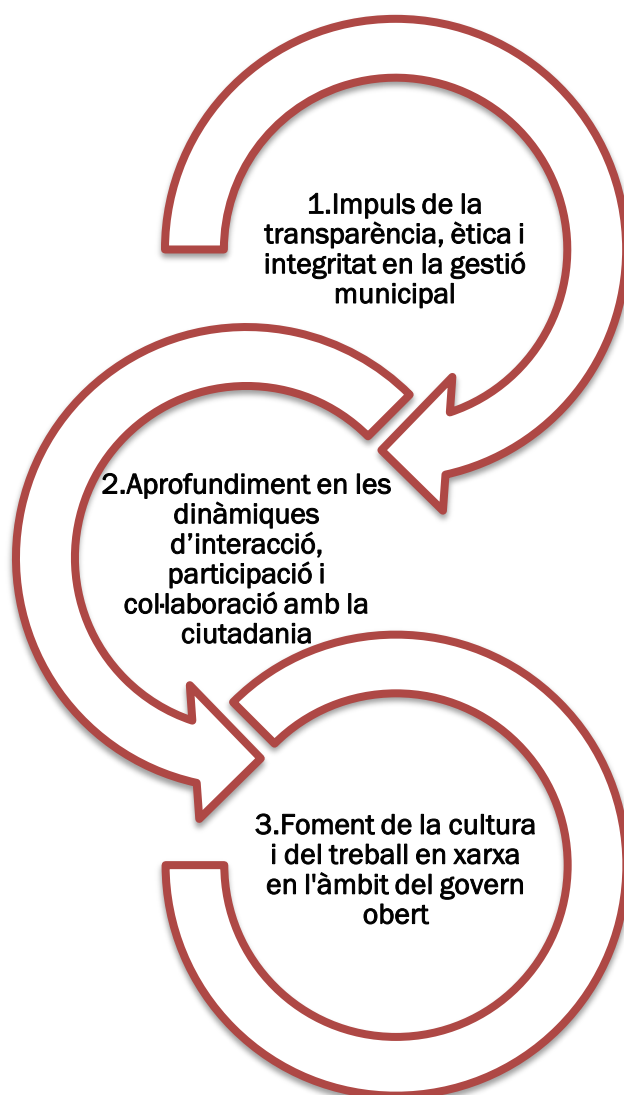 1.Impuls de la
transparència, ètica i
integritat en la gestió
municipal
2.Aprofundiment en les
dinàmiques
d’interacció,
participació i
col·laboració amb la
ciutadania
3.Foment de la cultura
i del treball en xarxa
en l'àmbit del govern
obert